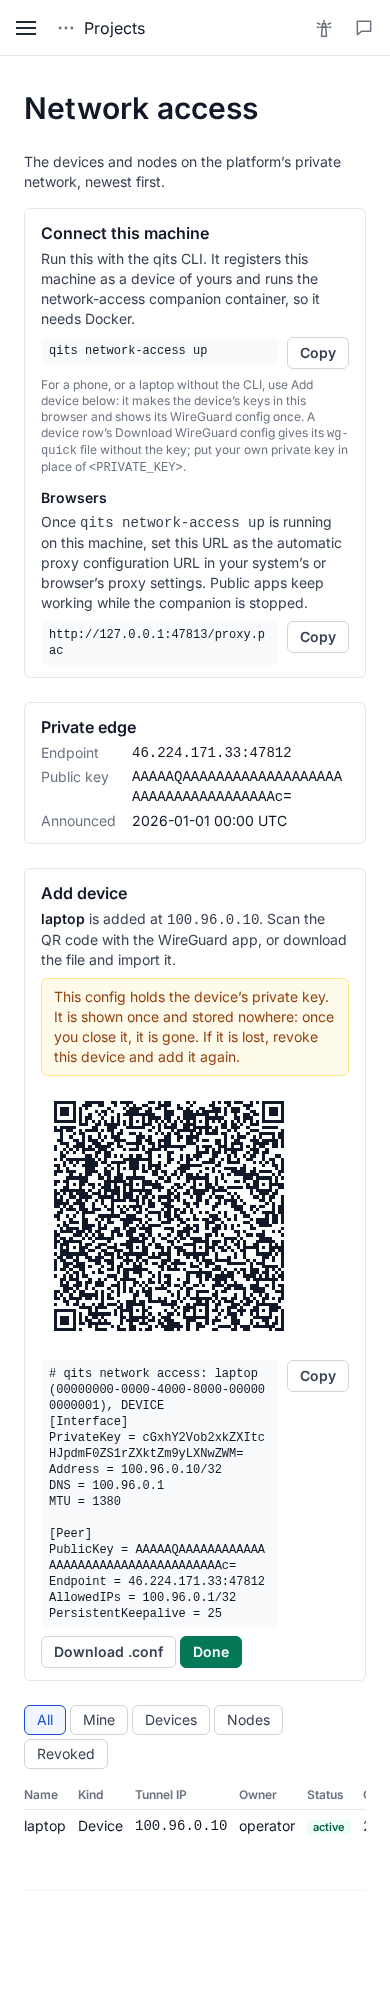 Projects
Network access
The devices and nodes on the platform’s private
network, newest first.
Connect this machine
Run this with the qits CLI. It registers this
machine as a device of yours and runs the
network-access companion container, so it
needs Docker.
qits network-access up
Copy
For a phone, or a laptop without the CLI, use Add
device below: it makes the device’s keys in this
browser and shows its WireGuard config once. A
device row’s Download WireGuard config gives its wg-
quick file without the key; put your own private key in
place of <PRIVATE_KEY>.
Browsers
Once qits network-access up is running
on this machine, set this URL as the automatic
proxy configuration URL in your system’s or
browser’s proxy settings. Public apps keep
working while the companion is stopped.
http://127.0.0.1:47813/proxy.p
ac
Copy
Private edge
Endpoint 46.224.171.33:47812
Public key AAAAAQAAAAAAAAAAAAAAAAAAA
AAAAAAAAAAAAAAAAAc=
Announced 2026-01-01 00:00 UTC
Add device
laptop is added at 100.96.0.10. Scan the
QR code with the WireGuard app, or download
the file and import it.
This config holds the device’s private key.
It is shown once and stored nowhere: once
you close it, it is gone. If it is lost, revoke
this device and add it again.
# qits network access: laptop
(00000000-0000-4000-8000-00000
0000001), DEVICE
[Interface]
PrivateKey = cGxhY2Vob2xkZXItc
HJpdmF0ZS1rZXktZm9yLXNwZWM=
Address = 100.96.0.10/32
DNS = 100.96.0.1
MTU = 1380
[Peer]
PublicKey = AAAAAQAAAAAAAAAAAA
AAAAAAAAAAAAAAAAAAAAAAAAc=
Endpoint = 46.224.171.33:47812
AllowedIPs = 100.96.0.1/32
PersistentKeepalive = 25
Copy
Download .conf
Done
All
Mine
Devices
Nodes
Revoked
Name Kind Tunnel IP Owner Status
laptop Device 100.96.0.10 operator active